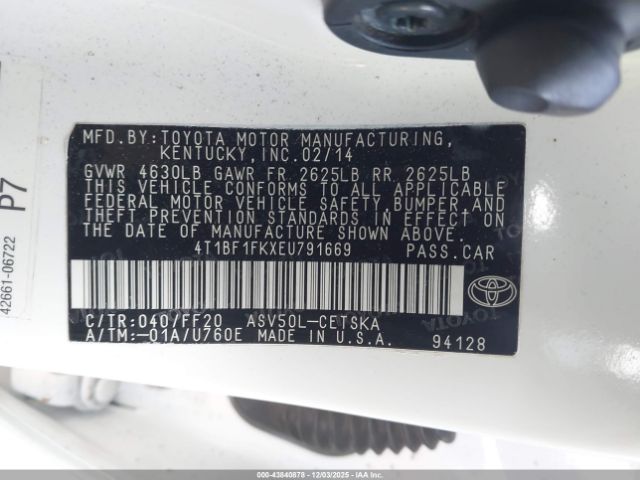 MFD.BY:TOYOTA MOTOR MANUFACTURING,
KENTUCKY,INC.02/14
GVWR 4630LB GAWR FR 2625LB RR 2625LB
THIS VEHICLE CONFORMS TO ALL APPLICABLE
FEDERAL MOTOR VEHICLE SAFETY,BUMPER,AND
THEFT PREVENTION STANDARDS IN EFFECT ON
THE DATE OF MANUFACTURE SHOWN ABOVE.
4T1BF1FKXEU791669 PASS.CAR
C/TR:040/FF20 ASV50L-CETSKA
A/TM:-01A/U760E MADE IN U.S.A. 94128
TOYOTA
42661-06722
P7
000-43840878 - 12/03/2025 - IAAI.COM